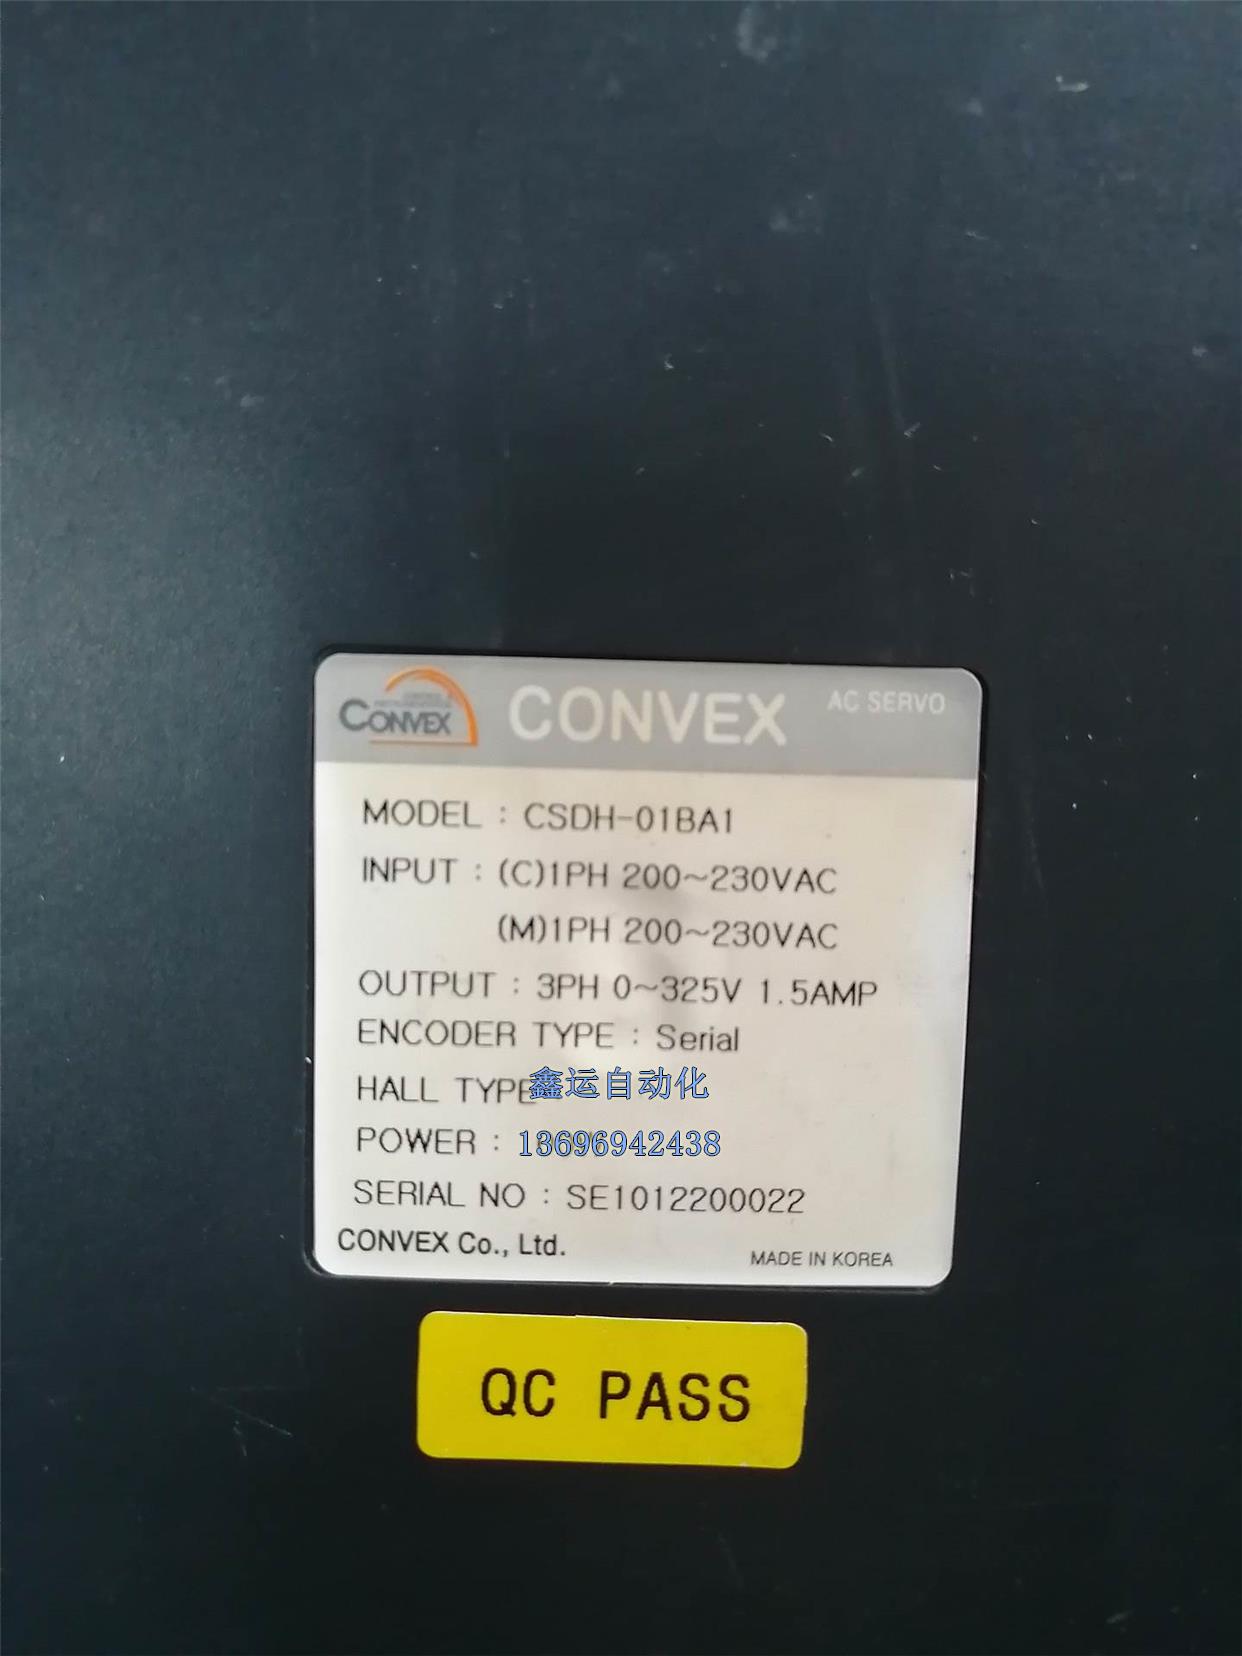 CONVEX
CONVEX
AC SERVO
MODEL : CSDH-01BA1
INPUT : (C)1PH 200~230VAC
(M)1PH 200~230VAC
OUTPUT : 3PH 0~325V 1.5AMP
ENCODER TYPE : Serial
HALL TYPE
鑫运自动化
POWER :
13696942438
SERIAL NO : SE1012200022
CONVEX Co., Ltd.
MADE IN KOREA
QC PASS